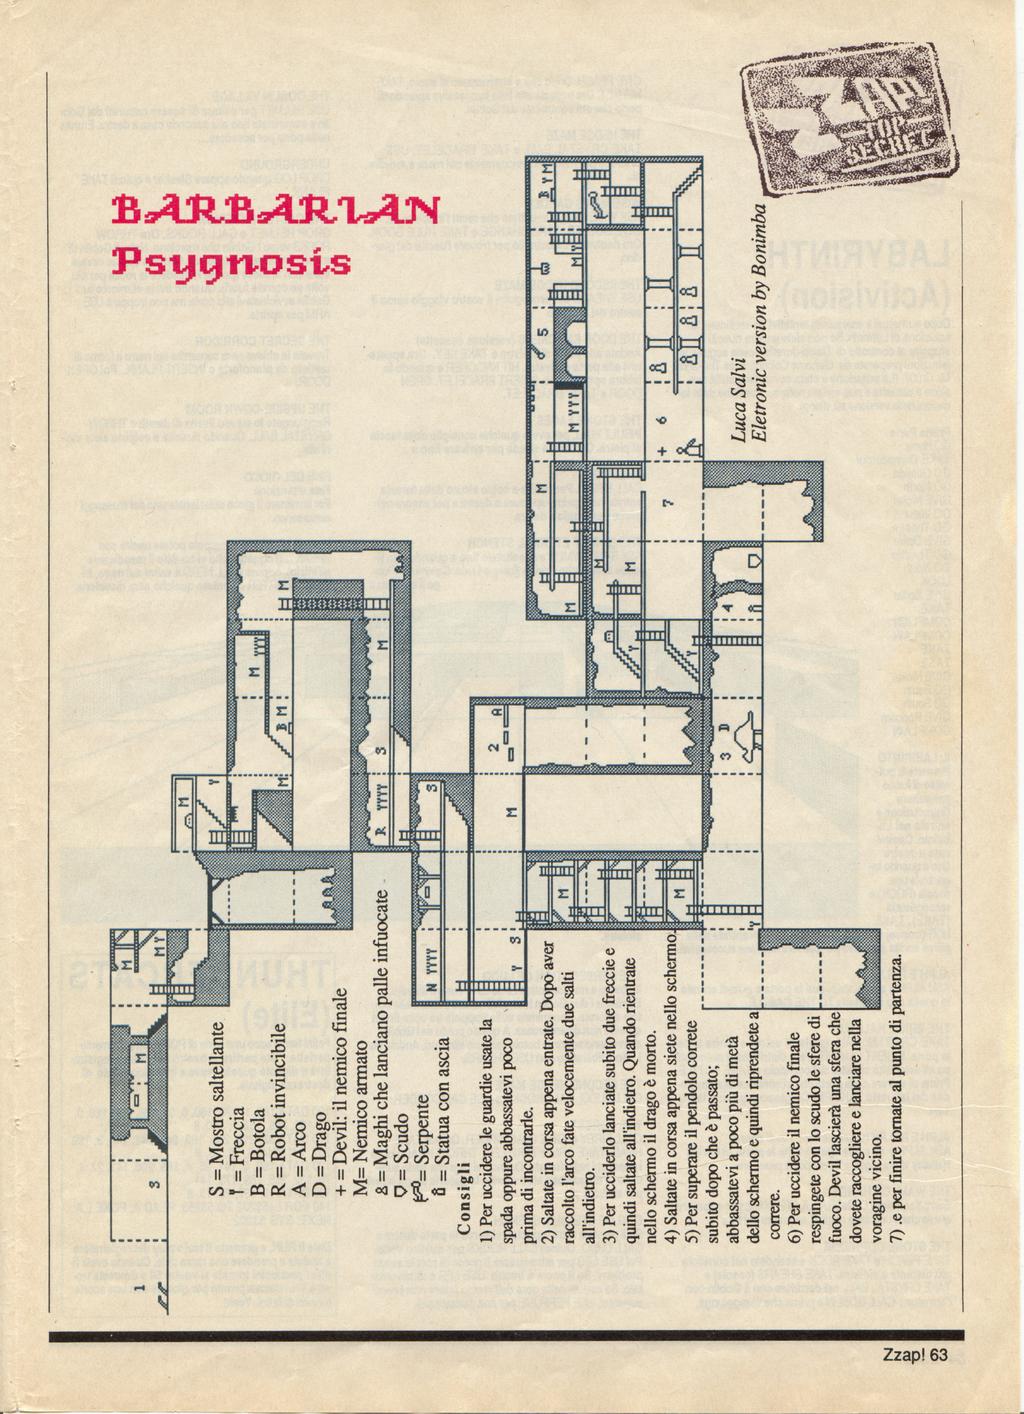 BARBARIAN
Psygnosis
ZZAP!
TOP
SECRET
Luca Salvi
Eletronic version by Bonimba
S = Mostro saltellante
= Freccia
B = Botola
R = Robot invincibile
A = Arco
D = Drago
+ = Devil: il nemico finale
M= Nemico armato
= Maghi che lanciano palle infuocate
= Scudo
= Serpente
= Statua con ascia
Consigli
1) Per uccidere le guardie usate la
spada oppure abbassatevi poco
prima di incontrarle.
2) Saltate in corsa appena entrate. Dopo aver
raccolto l'arco fate velocemente due salti
all'indietro.
3) Per ucciderlo lanciate subito due freccie e
quindi saltate all'indietro. Quando rientrate
nello schermo il drago è morto.
4) Saltate in corsa appena siete nello schermo.
5) Per superare il pendolo correte
subito dopo che è passato;
abbassatevi a poco più di metà
dello schermo e quindi riprendete a
correre.
6) Per uccidere il nemico finale
respingete con lo scudo le sfere di
fuoco. Devil lascierà una sfera che
dovete raccogliere e lanciare nella
voragine vicino.
7) .e per finire tornate al punto di partenza.
1
S
M
M
M Y
M
Y
M
B M
M
Y Y Y
M
R Y Y Y Y
S
M
N Y Y Y Y
S
Y
S
M
2
A
M
M
Y
3
D
4
Y
Y
M
M
M
M
M Y Y Y
5
M Y
B Y M
+
6
7
Zzap! 63